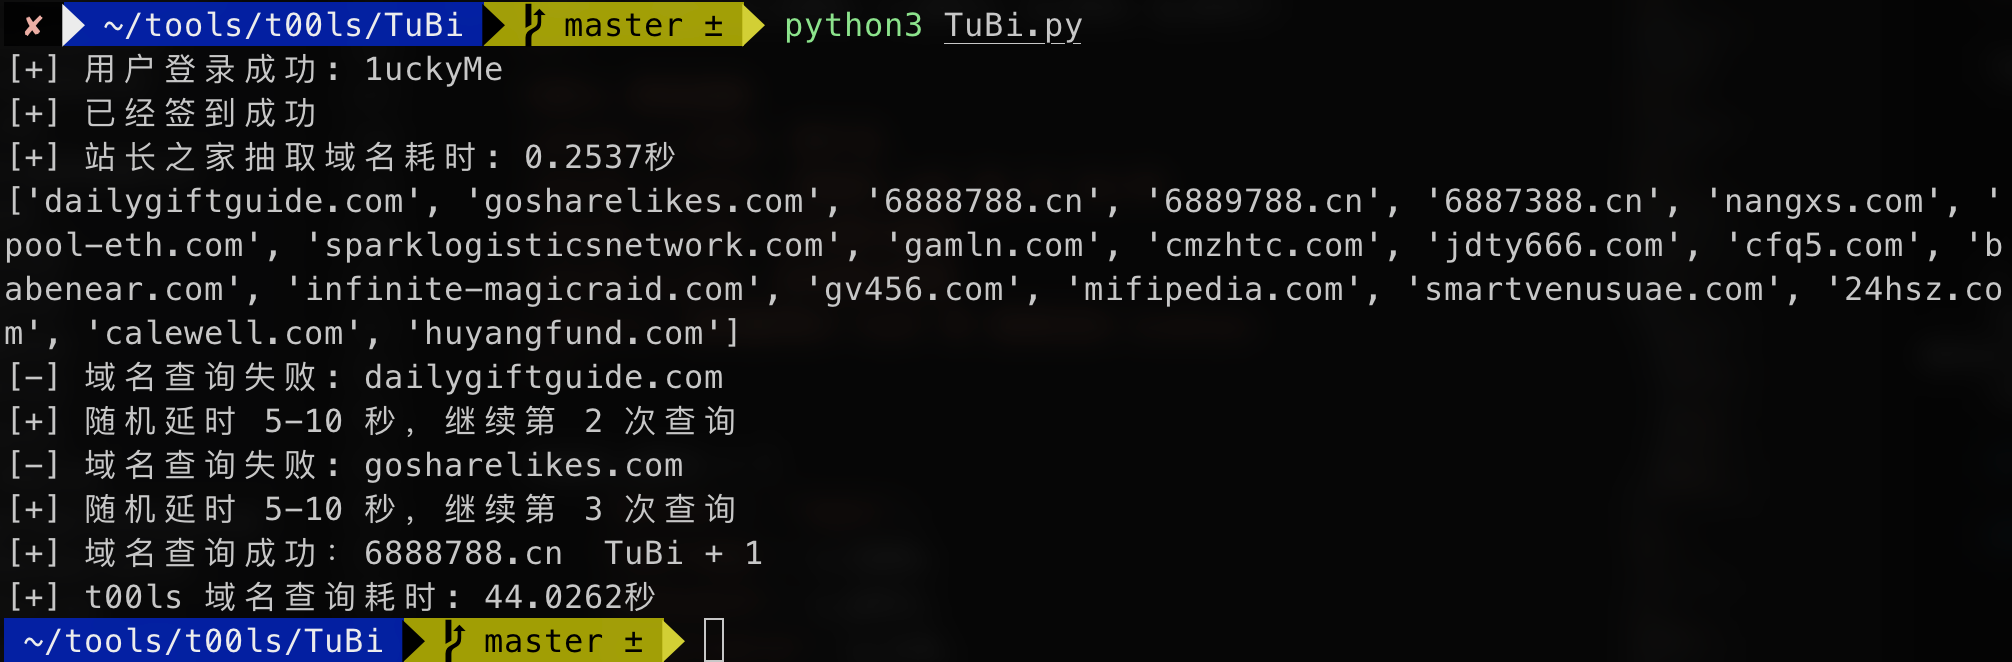 ✘ ~/tools/t00ls/TuBi master ± python3 TuBi.py
[+] 用户登录成功: 1uckyMe
[+] 已经签到成功
[+] 站长之家抽取域名耗时: 0.2537秒
['dailygiftguide.com', 'gosharelikes.com', '6888788.cn', '6889788.cn', '6887388.cn', 'nangxs.com', '
pool-eth.com', 'sparklogisticsnetwork.com', 'gamln.com', 'cmzhtc.com', 'jdty666.com', 'cfq5.com', 'b
abenear.com', 'infinite-magicraid.com', 'gv456.com', 'mifipedia.com', 'smartvenusuae.com', '24hsz.co
m', 'calewell.com', 'huyangfund.com']
[-] 域名查询失败: dailygiftguide.com
[+] 随机延时 5-10 秒, 继续第 2 次查询
[-] 域名查询失败: gosharelikes.com
[+] 随机延时 5-10 秒, 继续第 3 次查询
[+] 域名查询成功: 6888788.cn  TuBi + 1
[+] t00ls 域名查询耗时: 44.0262秒
~/tools/t00ls/TuBi master ±